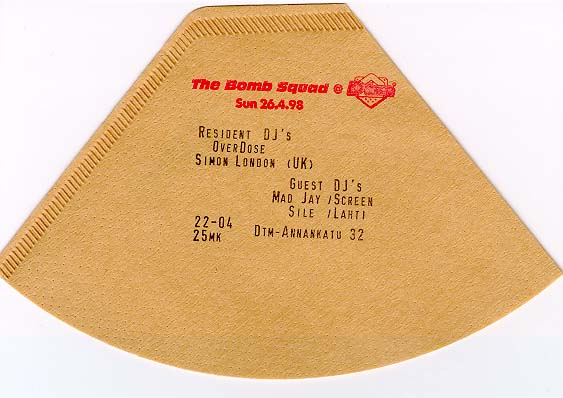 The Bomb Squad @
Sun 26.4.98
Resident DJ's
OverDose
Simon London (UK)
Guest DJ's
Mad Jay /Screen
Sile /Lahti
22-04
25mk Dtm-Annankatu 32